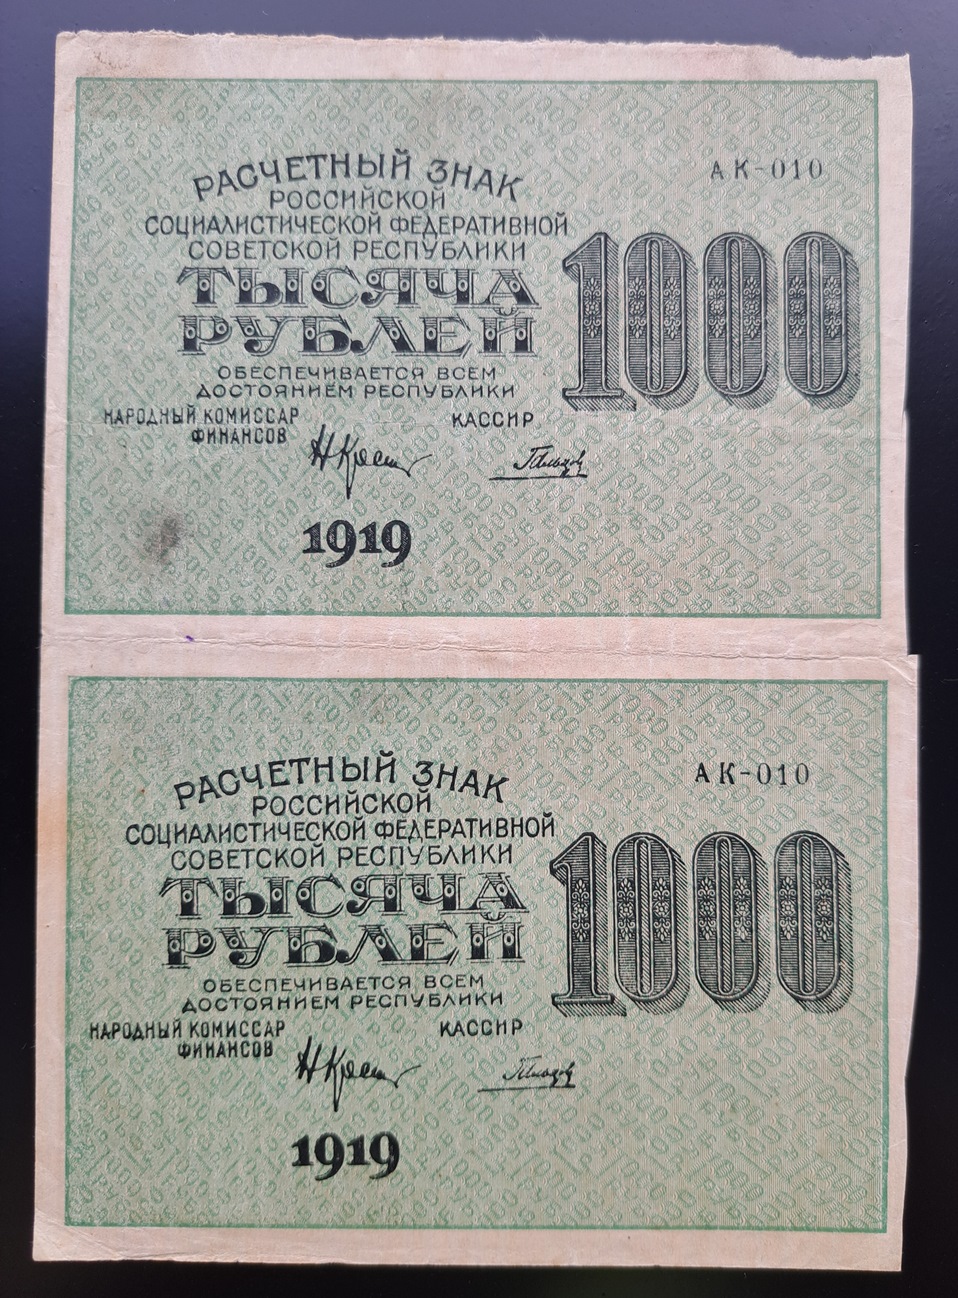 РАСЧЕТНЫЙ ЗНАК
РОССИЙСКОЙ
СОЦИАЛИСТИЧЕСКОЙ ФЕДЕРАТИВНОЙ
СОВЕТСКОЙ РЕСПУБЛИКИ
ТЫСЯЧА
РУБЛЕЙ
ОБЕСПЕЧИВАЕТСЯ ВСЕМ
ДОСТОЯНИЕМ РЕСПУБЛИКИ
НАРОДНЫЙ КОМИССАР
ФИНАНСОВ
КАССИР
1919
АК-010
1000
РАСЧЕТНЫЙ ЗНАК
РОССИЙСКОЙ
СОЦИАЛИСТИЧЕСКОЙ ФЕДЕРАТИВНОЙ
СОВЕТСКОЙ РЕСПУБЛИКИ
ТЫСЯЧА
РУБЛЕЙ
ОБЕСПЕЧИВАЕТСЯ ВСЕМ
ДОСТОЯНИЕМ РЕСПУБЛИКИ
НАРОДНЫЙ КОМИССАР
ФИНАНСОВ
КАССИР
1919
АК-010
1000